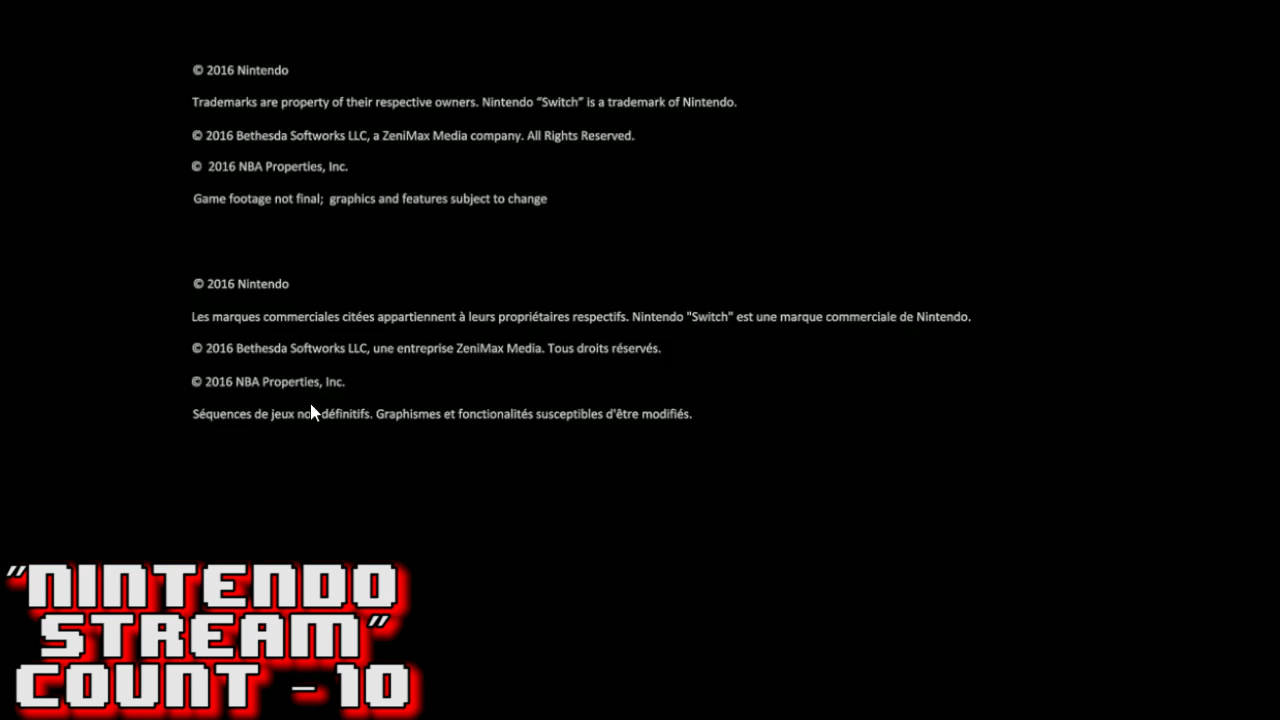 © 2016 Nintendo
Trademarks are property of their respective owners. Nintendo “Switch” is a trademark of Nintendo.
© 2016 Bethesda Softworks LLC, a ZeniMax Media company. All Rights Reserved.
© 2016 NBA Properties, Inc.
Game footage not final; graphics and features subject to change
© 2016 Nintendo
Les marques commerciales citées appartiennent à leurs propriétaires respectifs. Nintendo "Switch" est une marque commerciale de Nintendo.
© 2016 Bethesda Softworks LLC, une entreprise ZeniMax Media. Tous droits réservés.
© 2016 NBA Properties, Inc.
Séquences de jeux non définitifs. Graphismes et fonctionalités susceptibles d'être modifiés.
"NINTENDO
STREAM"
COUNT - 10